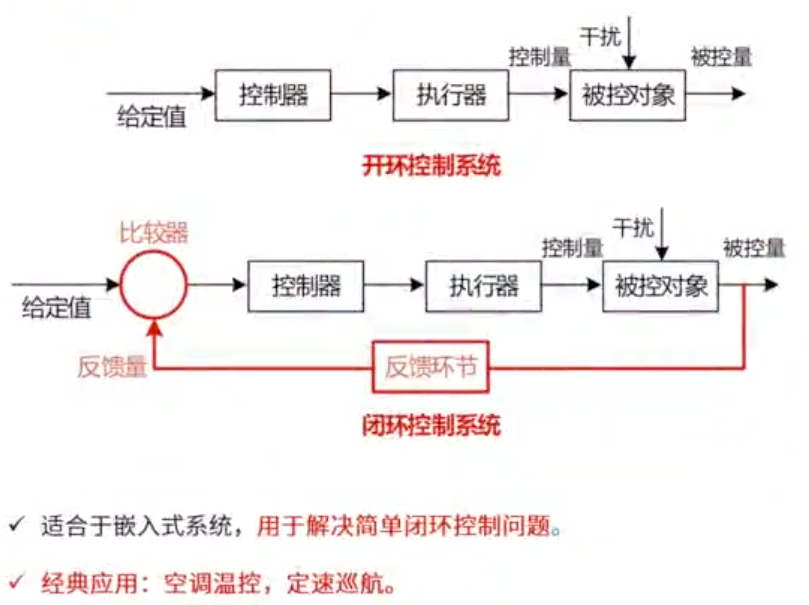 干扰
控制量
被控量
给定值
控制器
执行器
被控对象
开环控制系统
比较器
干扰
控制量
被控量
给定值
控制器
执行器
被控对象
反馈量
反馈环节
闭环控制系统
✓ 适合于嵌入式系统，用于解决简单闭环控制问题。
✓ 经典应用：空调温控，定速巡航。